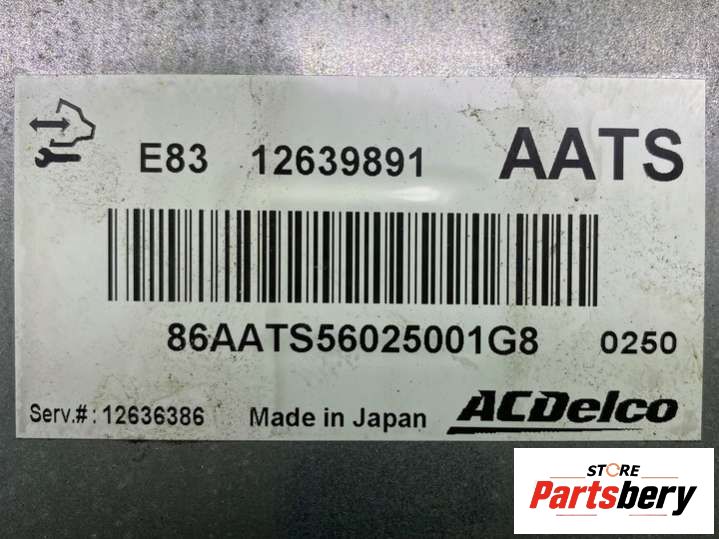 E83 12639891 AATS
86AATS56025001G8 0250
Serv.#: 12636386 Made in Japan ACDelco
STORE
Partsbery